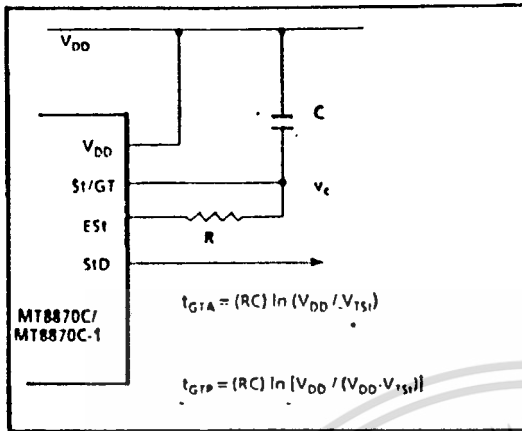 VDD
C
VDD
St/GT
vc
ESt
R
StD
MT8870C/
MT8870C-1
tGTA = (RC) ln (VDD / VTSt)
tGTP = (RC) ln [VDD / (VDD-VTSt)]